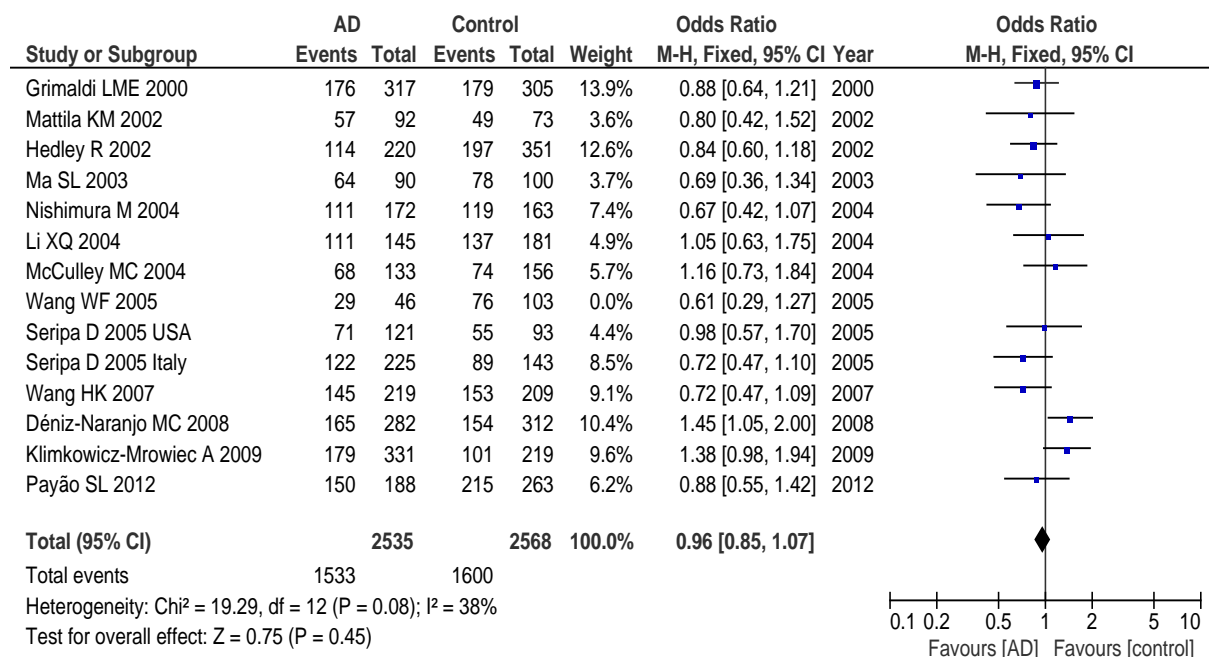 AD Control Odds Ratio Odds Ratio
Study or Subgroup Events Total Events Total Weight M-H, Fixed, 95% CI Year M-H, Fixed, 95% CI
Grimaldi LME 2000 176 317 179 305 13.9% 0.88 [0.64, 1.21] 2000
Mattila KM 2002 57 92 49 73 3.6% 0.80 [0.42, 1.52] 2002
Hedley R 2002 114 220 197 351 12.6% 0.84 [0.60, 1.18] 2002
Ma SL 2003 64 90 78 100 3.7% 0.69 [0.36, 1.34] 2003
Nishimura M 2004 111 172 119 163 7.4% 0.67 [0.42, 1.07] 2004
Li XQ 2004 111 145 137 181 4.9% 1.05 [0.63, 1.75] 2004
McCulley MC 2004 68 133 74 156 5.7% 1.16 [0.73, 1.84] 2004
Wang WF 2005 29 46 76 103 0.0% 0.61 [0.29, 1.27] 2005
Seripa D 2005 USA 71 121 55 93 4.4% 0.98 [0.57, 1.70] 2005
Seripa D 2005 Italy 122 225 89 143 8.5% 0.72 [0.47, 1.10] 2005
Wang HK 2007 145 219 153 209 9.1% 0.72 [0.47, 1.09] 2007
Déniz-Naranjo MC 2008 165 282 154 312 10.4% 1.45 [1.05, 2.00] 2008
Klimkowicz-Mrowiec A 2009 179 331 101 219 9.6% 1.38 [0.98, 1.94] 2009
Payão SL 2012 150 188 215 263 6.2% 0.88 [0.55, 1.42] 2012
Total (95% CI) 2535 2568 100.0% 0.96 [0.85, 1.07]
Total events 1533 1600
Heterogeneity: Chi² = 19.29, df = 12 (P = 0.08); I² = 38%
Test for overall effect: Z = 0.75 (P = 0.45)
0.1 0.2 0.5 1 2 5 10
Favours [AD] Favours [control]